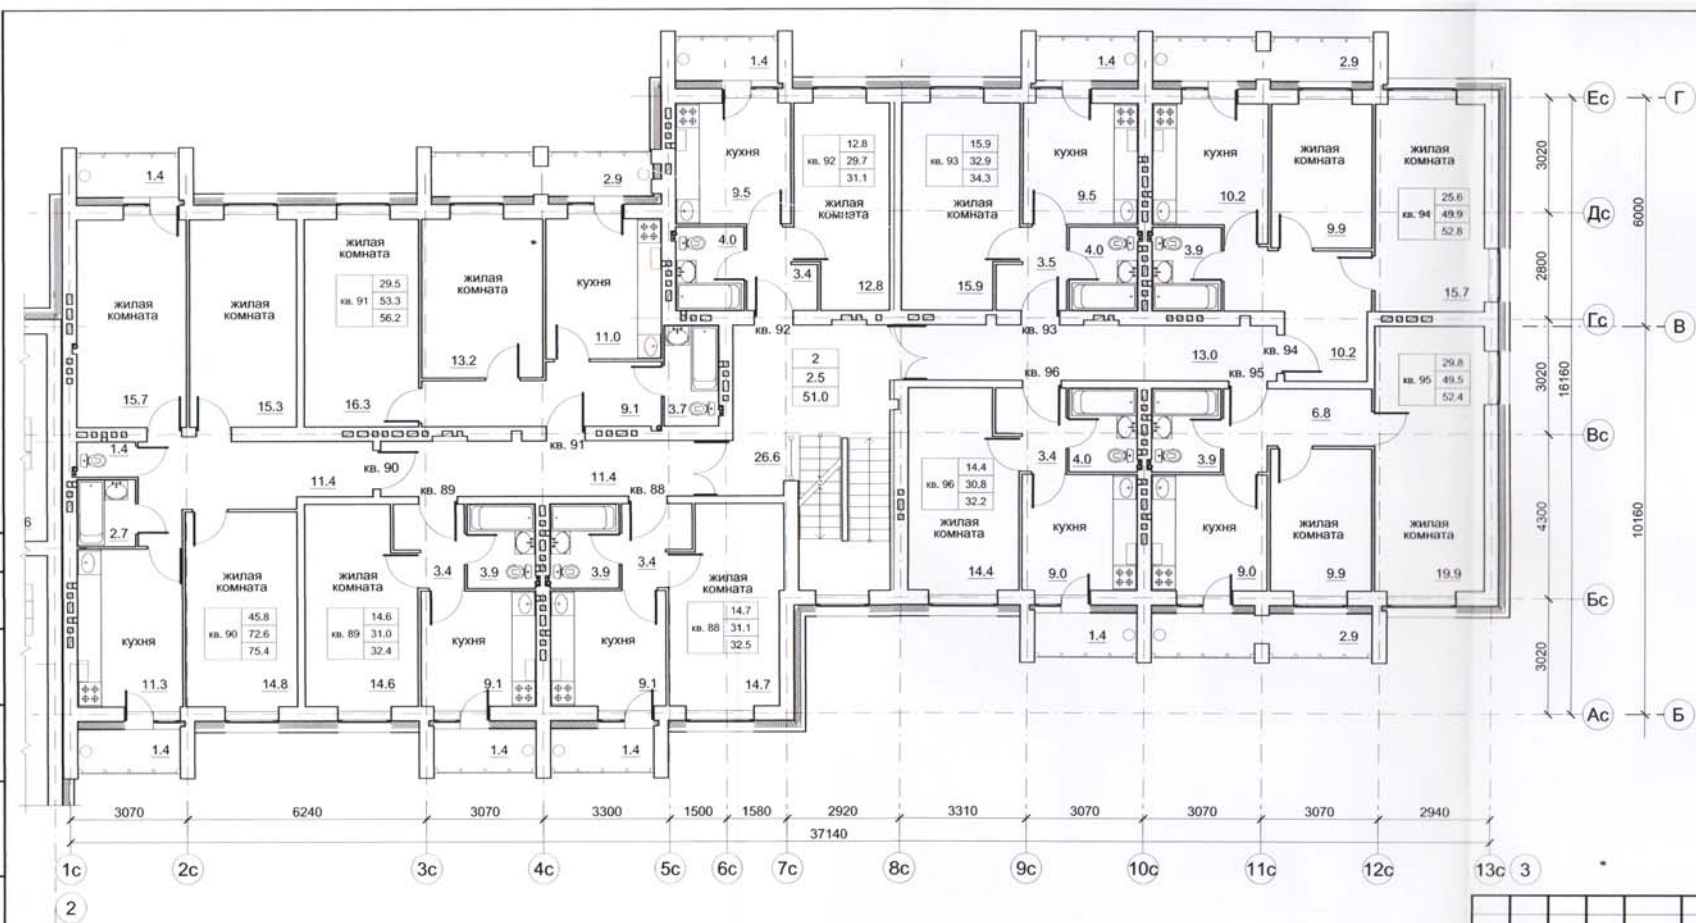 1.4
1.4
2.9
Ес
Г
кухня
9.5
кв. 92
12.8
29.7
31.1
жилая
комната
12.8
3.4
4.0
кв. 93
15.9
32.9
34.3
жилая
комната
15.9
кухня
9.5
4.0
3.5
кухня
10.2
3.9
жилая
комната
9.9
жилая
комната
кв. 94
25.6
49.9
52.8
15.7
3020
6000
Дс
2800
Гс
В
1.4
2.9
жилая
комната
15.7
жилая
комната
15.3
жилая
комната
кв. 91
29.5
53.3
56.2
16.3
жилая
комната
13.2
кухня
11.0
9.1
3.7
кв. 92
2
2.5
51.0
кв. 93
13.0
кв. 94
10.2
кв. 96
кв. 95
кв. 95
29.8
49.5
52.4
3020
16160
6.8
Вс
1.4
кв. 90
кв. 91
11.4
кв. 89
11.4
кв. 88
26.6
6
2.7
3.4
3.9
3.9
3.4
кв. 96
14.4
30.8
32.2
жилая
комната
14.4
3.4
4.0
кухня
9.0
3.9
кухня
9.0
жилая
комната
9.9
жилая
комната
19.9
4300
10160
Бс
кухня
11.3
жилая
комната
кв. 90
45.8
72.6
75.4
14.8
жилая
комната
кв. 89
14.6
31.0
32.4
14.6
кухня
9.1
кухня
9.1
жилая
комната
кв. 88
14.7
31.1
32.5
14.7
1.4
2.9
3020
Ас
Б
1.4
1.4
1.4
3070
6240
3070
3300
1500
1580
2920
3310
3070
3070
3070
2940
37140
1с
2с
3с
4с
5с
6с
7с
8с
9с
10с
11с
12с
13с
3
2